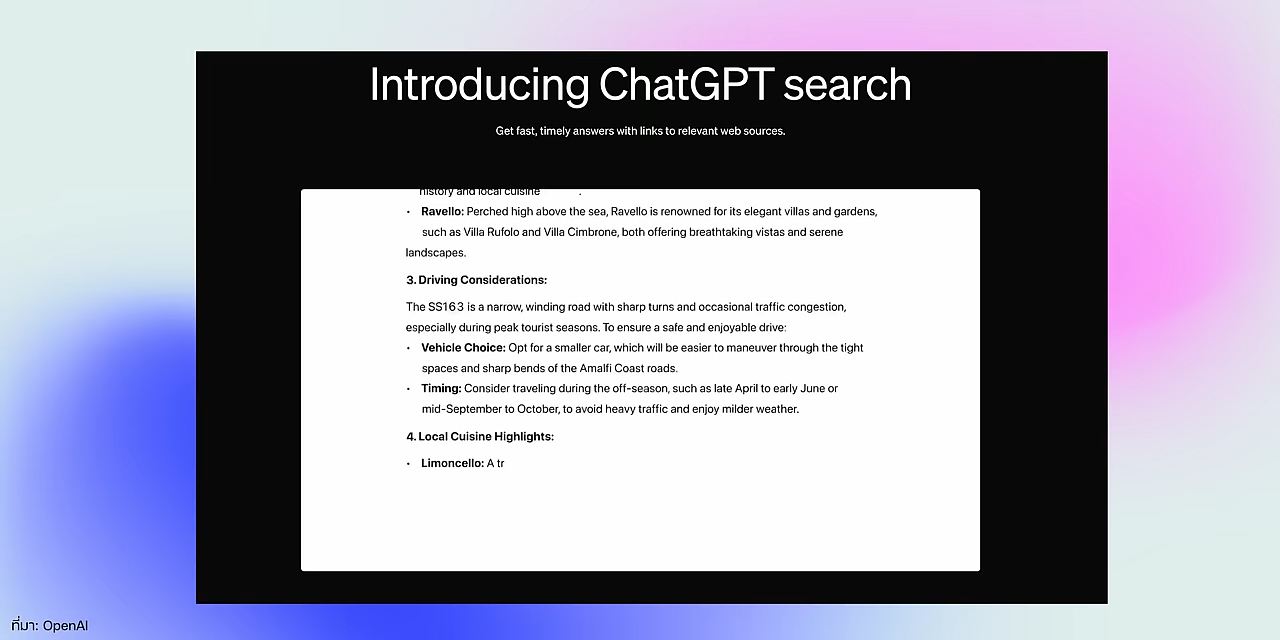 Introducing ChatGPT search
Get fast, timely answers with links to relevant web sources.
history and local cuisine .
• Ravello: Perched high above the sea, Ravello is renowned for its elegant villas and gardens,
such as Villa Rufolo and Villa Cimbrone, both offering breathtaking vistas and serene
landscapes.
3. Driving Considerations:
The SS163 is a narrow, winding road with sharp turns and occasional traffic congestion,
especially during peak tourist seasons. To ensure a safe and enjoyable drive:
• Vehicle Choice: Opt for a smaller car, which will be easier to maneuver through the tight
spaces and sharp bends of the Amalfi Coast roads.
• Timing: Consider traveling during the off-season, such as late April to early June or
mid-September to October, to avoid heavy traffic and enjoy milder weather.
4. Local Cuisine Highlights:
• Limoncello: A tr
ที่มา: OpenAI